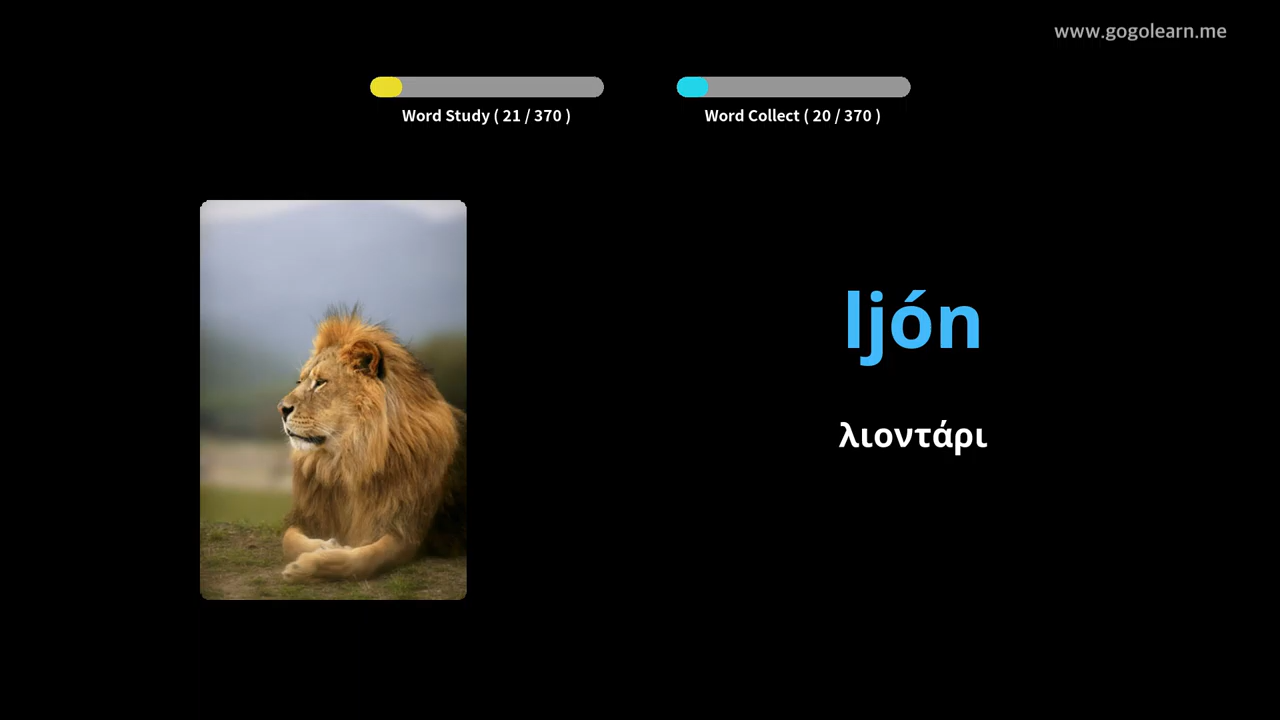 www.gogolearn.me
Word Study ( 21 / 370 )
Word Collect ( 20 / 370 )
ljón
λιοντάρι